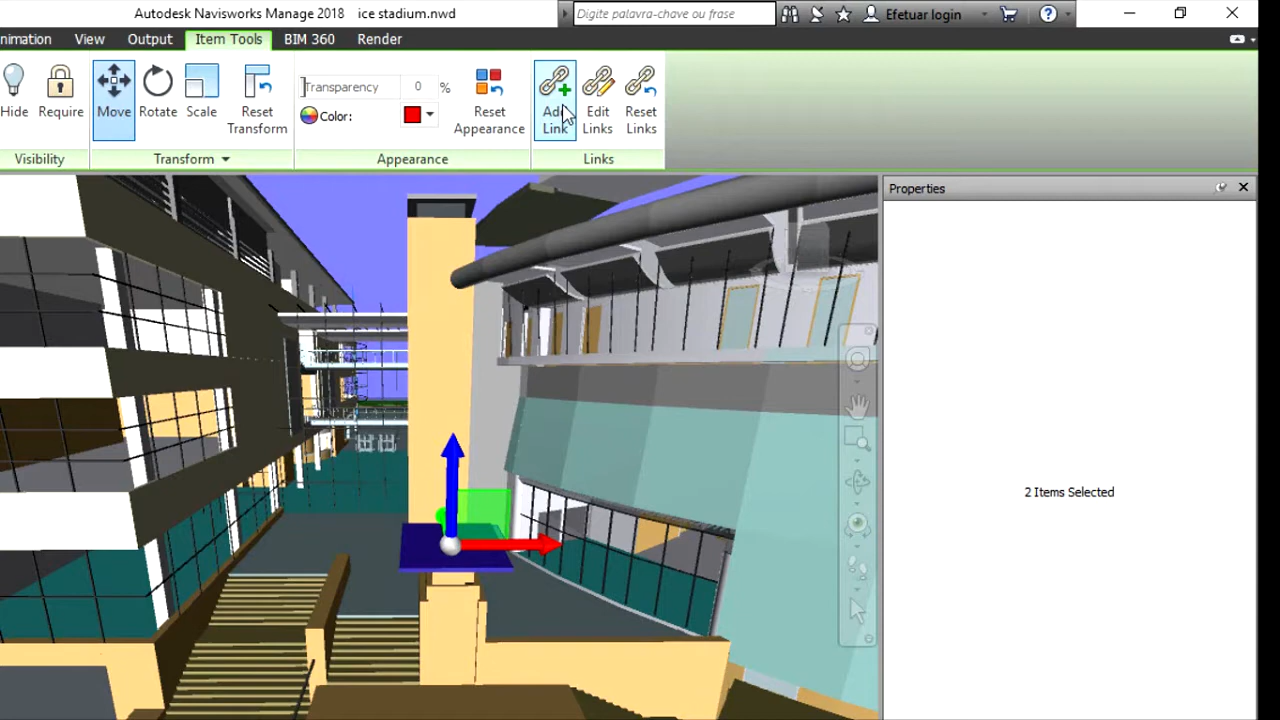 Autodesk Navisworks Manage 2018 ice stadium.nwd
Digite palavra-chave ou frase
Efetuar login
nimation View Output Item Tools BIM 360 Render
Hide
Require
Move
Rotate
Scale
Reset
Transform
Transparency 0 %
Color:
Reset
Appearance
Add
Link
Edit
Links
Reset
Links
Visibility
Transform
Appearance
Links
Properties
2 Items Selected